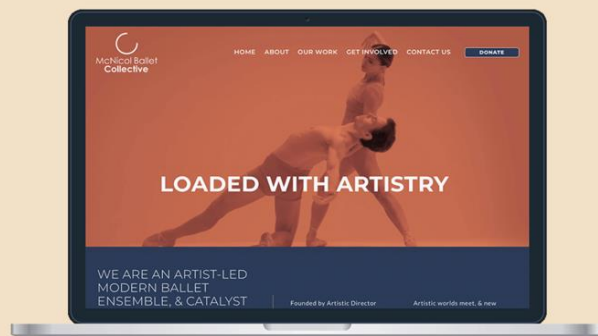 McNicol Ballet
Collective
HOME ABOUT OUR WORK GET INVOLVED CONTACT US DONATE
LOADED WITH ARTISTRY
WE ARE AN ARTIST-LED
MODERN BALLET
ENSEMBLE, & CATALYST
Founded by Artistic Director
Artistic worlds meet, & new